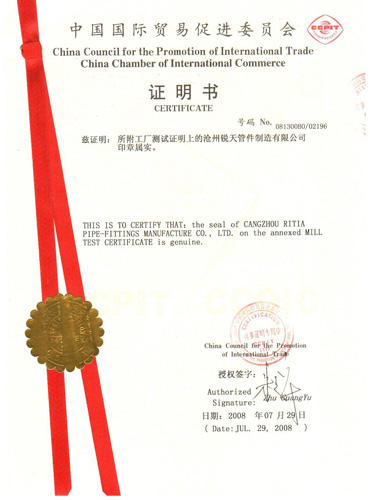 中国国际贸易促进委员会
CCPIT
China Council for the Promotion of International Trade
China Chamber of International Commerce
证明书
CERTIFICATE
号码 No. 08130080/02196
兹证明： 所附工厂测试证明上的沧州锐天管件制造有限公司
印章属实。
THIS IS TO CERTIFY THAT: the seal of CANGZHOU RITIA
PIPE-FITTINGS MANUFACTURE CO., LTD. on the annexed MILL
TEST CERTIFICATE is genuine.
CCPIT CCOIC
China Council for the Promotion
of International Trade
授权签字：
Authorized
Signature: Zhu GuangYu
日期: 2008 年07 月29日
( Date:JUL. 29, 2008 )